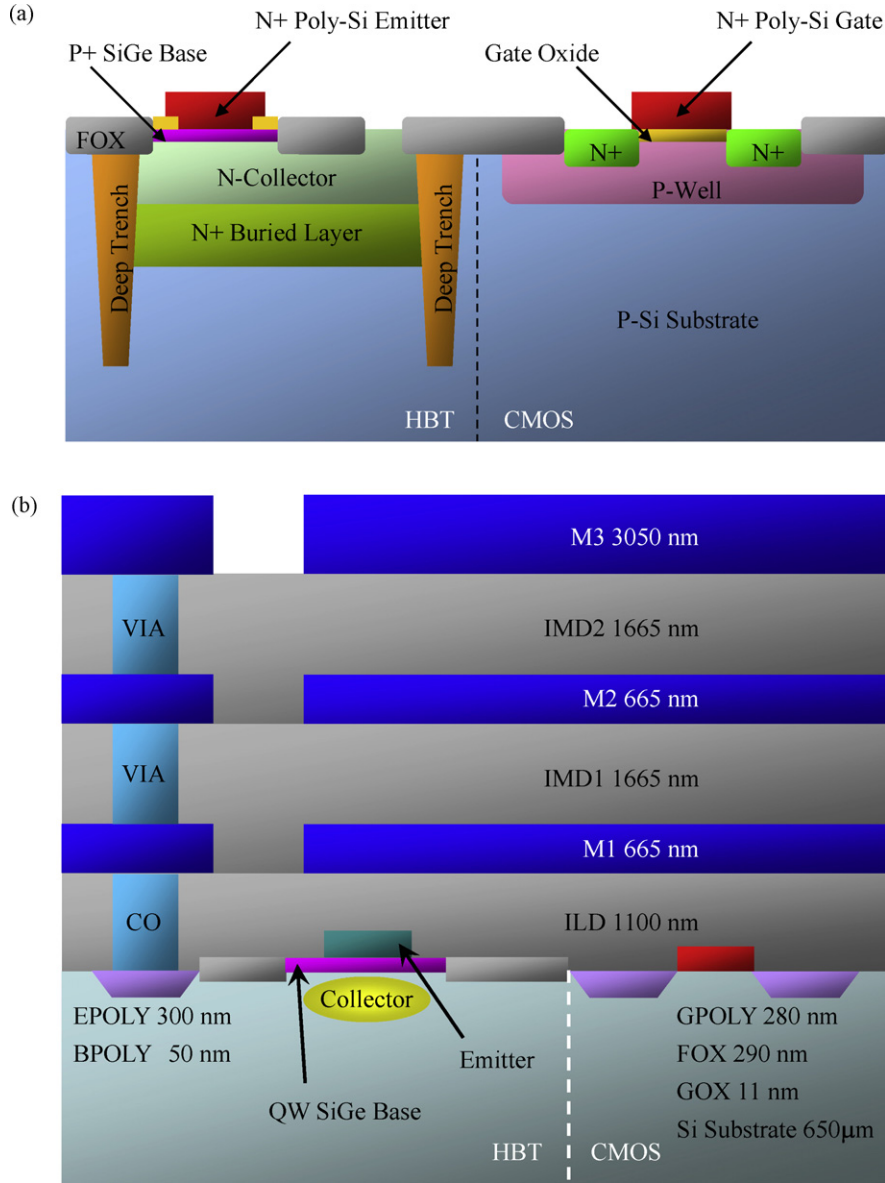 (a)
N+ Poly-Si Emitter
N+ Poly-Si Gate
P+ SiGe Base
Gate Oxide
FOX
N+
N+
N-Collector
P-Well
N+ Buried Layer
Deep Trench
Deep Trench
P-Si Substrate
HBT
CMOS
(b)
M3 3050 nm
VIA
IMD2 1665 nm
M2 665 nm
VIA
IMD1 1665 nm
M1 665 nm
CO
ILD 1100 nm
Collector
EPOLY 300 nm
BPOLY 50 nm
Emitter
QW SiGe Base
GPOLY 280 nm
FOX 290 nm
GOX 11 nm
Si Substrate 650μm
HBT
CMOS